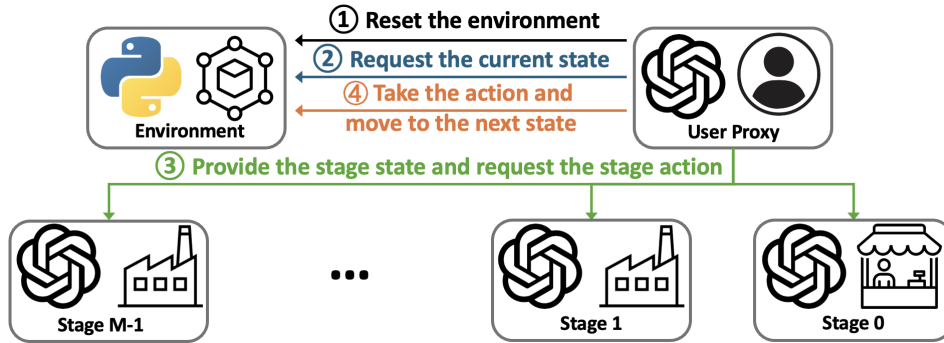 ① Reset the environment
② Request the current state
④ Take the action and
move to the next state
Environment
User Proxy
③ Provide the stage state and request the stage action
...
Stage M-1
Stage 1
Stage 0